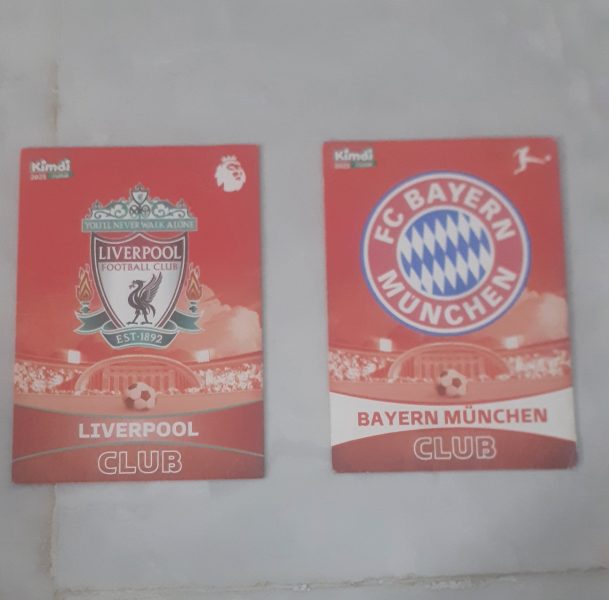 Kimdi
2021
YOU'LL NEVER WALK ALONE
LIVERPOOL
FOOTBALL CLUB
EST·1892
LIVERPOOL
CLUB
Kimdi
FC BAYERN
MÜNCHEN
BAYERN MÜNCHEN
CLUB